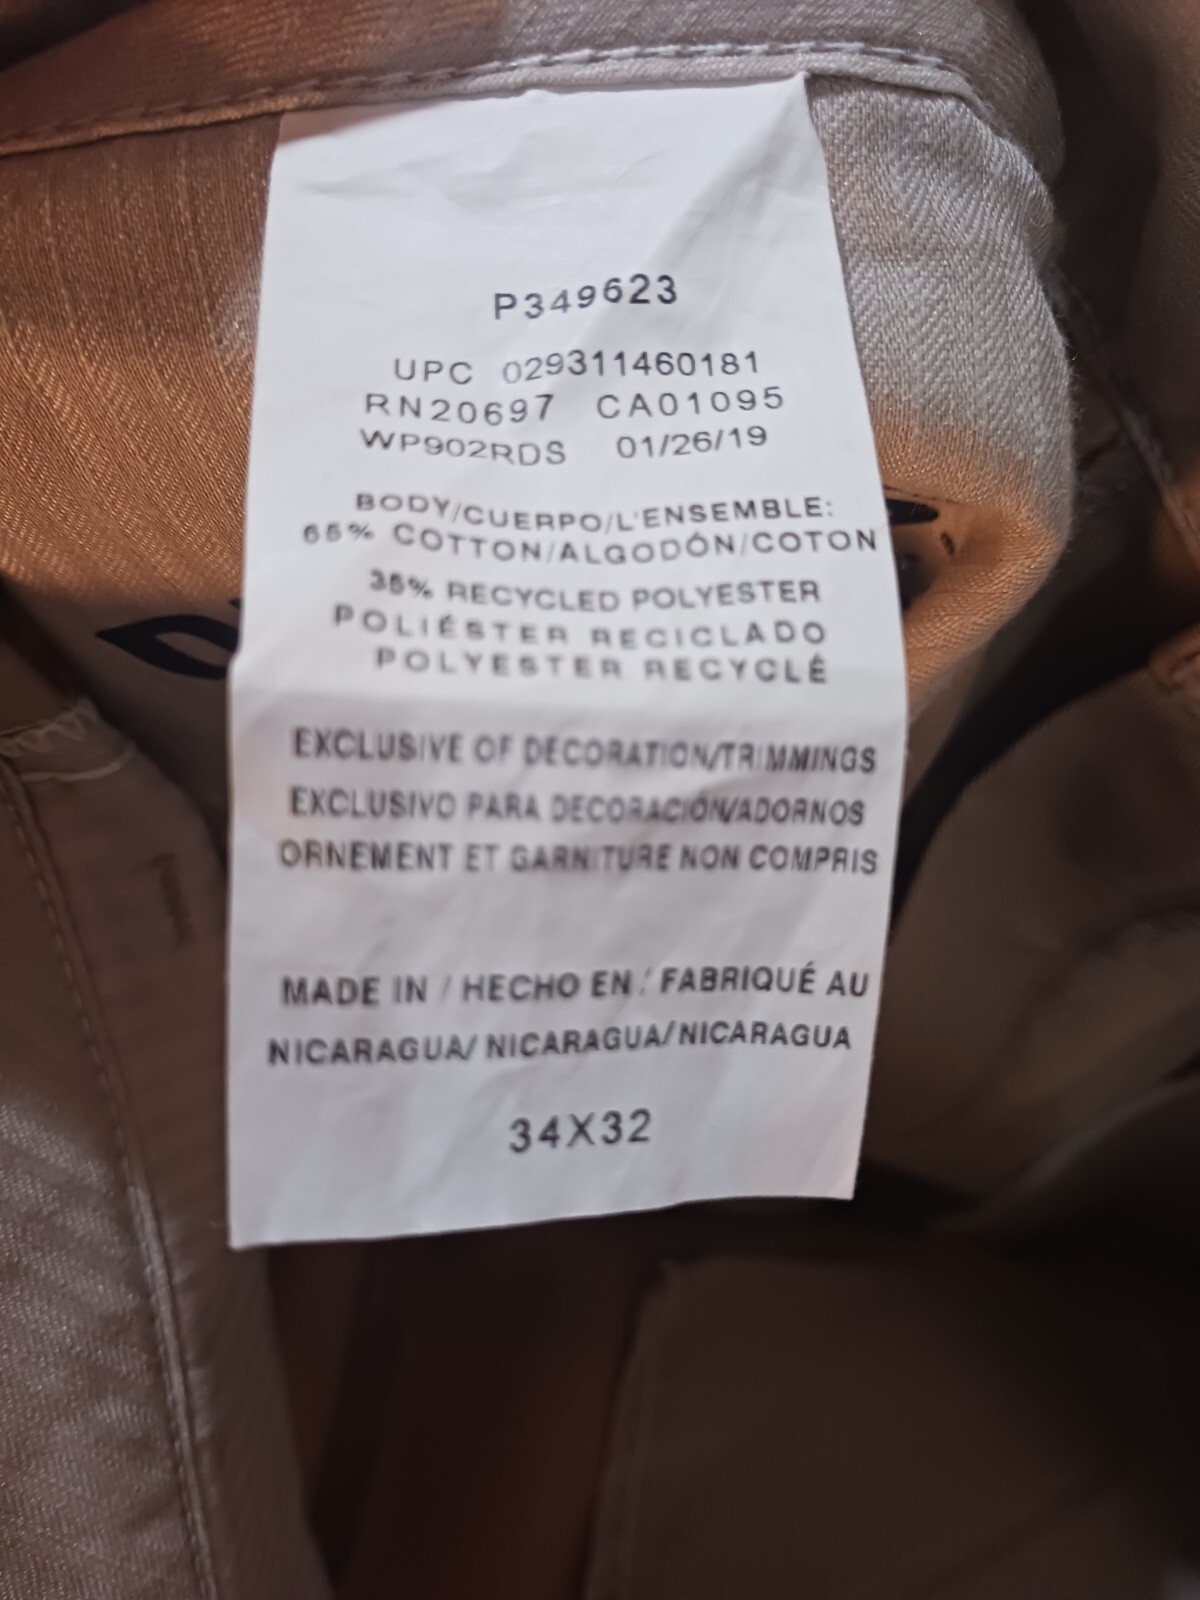 P349623
UPC 029311460181
RN20697 CA01095
WP902RDS 01/26/19
BODY/CUERPO/L'ENSEMBLE:
65% COTTON/ALGODÓN/COTON
35% RECYCLED POLYESTER
POLIÉSTER RECICLADO
POLYESTER RECYCLÉ
EXCLUSIVE OF DECORATION/TRIMMINGS
EXCLUSIVO PARA DECORACIÓN/ADORNOS
ORNEMENT ET GARNITURE NON COMPRIS
MADE IN / HECHO EN / FABRIQUÉ AU
NICARAGUA/ NICARAGUA/NICARAGUA
34X32